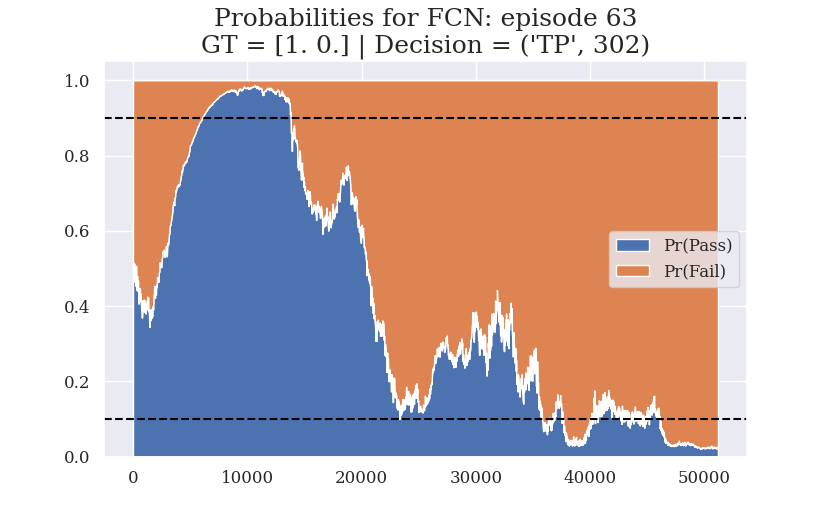 Probabilities for FCN: episode 63
GT = [1. 0.] | Decision = ('TP', 302)
1.0
0.8
0.6
0.4
0.2
0.0
Pr(Pass)
Pr(Fail)
0 10000 20000 30000 40000 50000